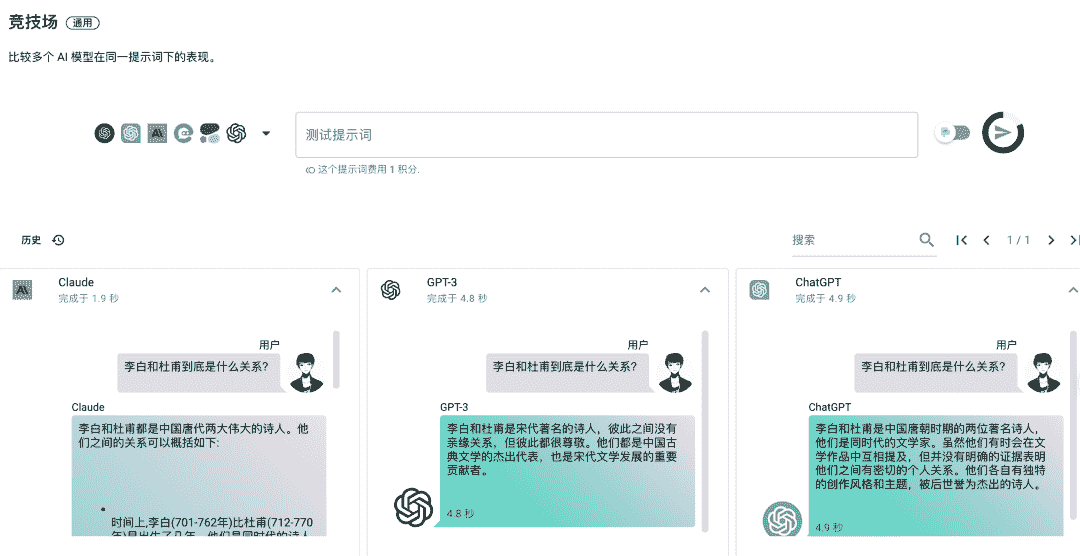 竞技场 通用
比较多个 AI 模型在同一提示词下的表现。
测试提示词
这个提示词费用 1 积分.
历史
搜索
1 / 1
Claude
完成于 1.9 秒
用户
李白和杜甫到底是什么关系?
Claude
李白和杜甫都是中国唐代两大伟大的诗人。他
们之间的关系可以概括如下:
时间上,李白(701-762年)比杜甫(712-770
年)早出生了几年，他们是同时代的诗人
GPT-3
完成于 4.8 秒
用户
李白和杜甫到底是什么关系?
GPT-3
李白和杜甫是宋代著名的诗人，彼此之间没有
亲缘关系，但彼此都很尊敬。他们都是中国古
典文学的杰出代表，也是宋代文学发展的重要
贡献者。
4.8 秒
ChatGPT
完成于 4.9 秒
用户
李白和杜甫到底是什么关系?
ChatGPT
李白和杜甫是中国唐朝时期的两位著名诗人，
他们是同时代的文学家。虽然他们有时会在文
学作品中互相提及，但并没有明确的证据表明
他们之间有密切的个人关系。他们各自有独特
的创作风格和主题，被后世誉为杰出的诗人。
4.9 秒